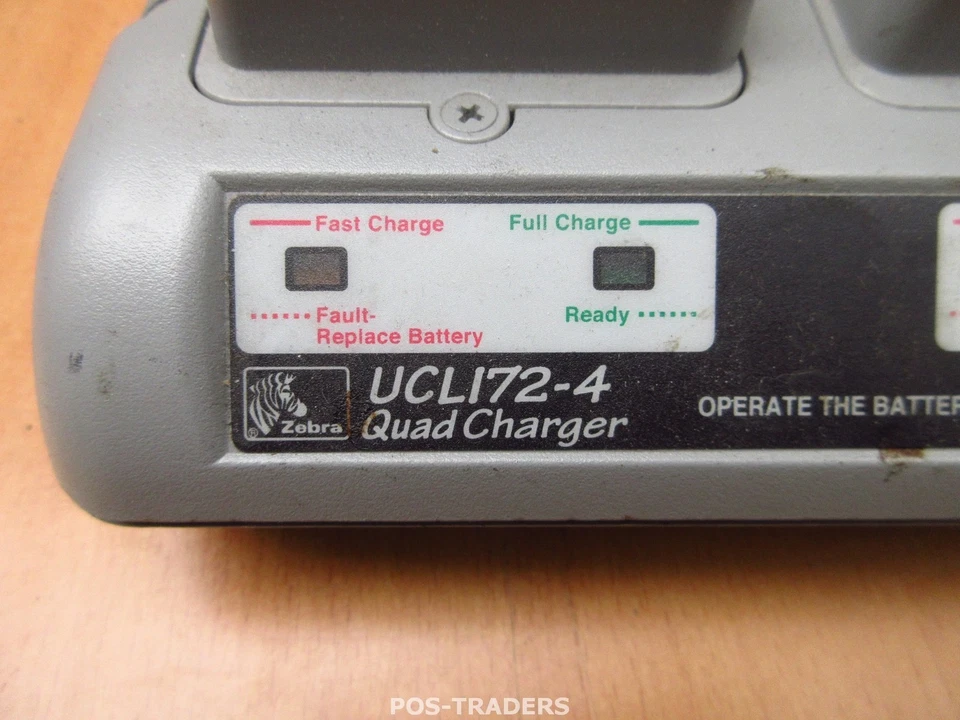 Fast Charge
Full Charge
Fault-
Replace Battery
Ready
UCLI72-4
Zebra
®
Quad Charger
OPERATE THE BATTER
POS-TRADERS